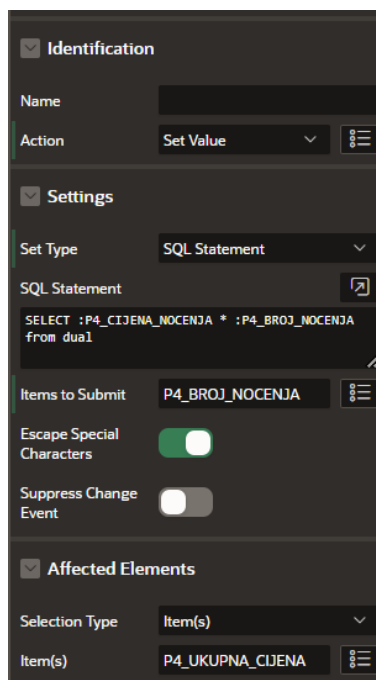 Identification
Name
Action Set Value
Settings
Set Type SQL Statement
SQL Statement
SELECT :P4_CIJENA_NOCENJA * :P4_BROJ_NOCENJA
from dual
Items to Submit P4_BROJ_NOCENJA
Escape Special
Characters
Suppress Change
Event
Affected Elements
Selection Type Item(s)
Item(s) P4_UKUPNA_CIJENA